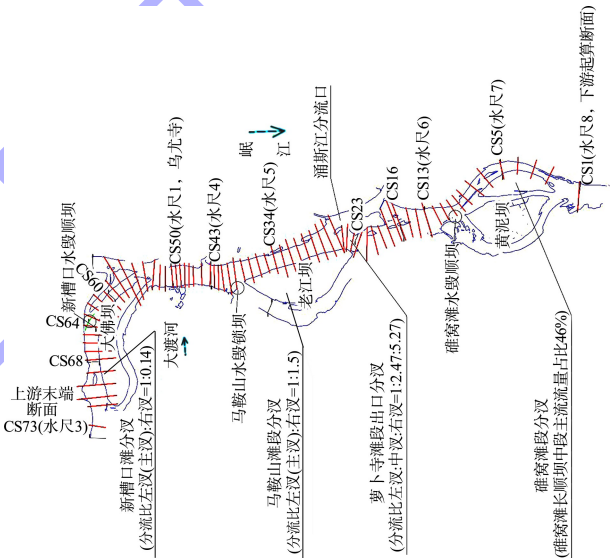 新槽口水毁顺坝
CS60
CS64
大佛坝
CS68
上游末端
断面
CS73(水尺3)
CS50(水尺1，乌尤寺)
CS43(水尺4)
岷
江
CS34(水尺5)
涌斯江分流口
CS23
CS16
CS13(水尺6)
CS5(水尺7)
CS1(水尺8，下游起算断面)
黄泥坝
老江坝
大渡河
马鞍山水毁锁坝
碓窝滩水毁顺坝
新槽口滩分汊
(分流比左汊(主汊):右汊=1:0.14)
马鞍山滩段分汊
(分流比左汊(主汊):右汊=1:1.5)
萝卜寺滩段出口分汊
(分流比左汊:中汊:右汊=1:2.47:5.27)
碓窝滩段分汊
(碓窝滩长顺坝中段主流流量占比46%)